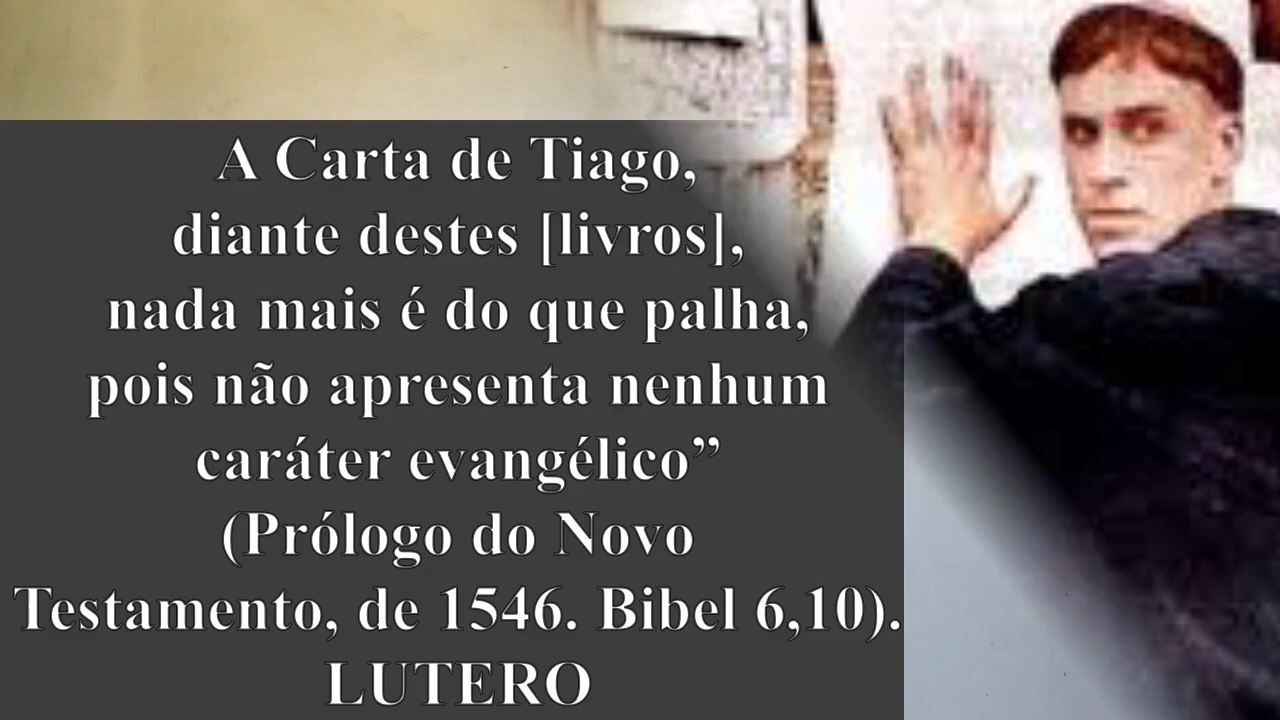 A Carta de Tiago,
diante destes [livros],
nada mais é do que palha,
pois não apresenta nenhum
caráter evangélico”
(Prólogo do Novo
Testamento, de 1546. Bibel 6,10).
LUTERO